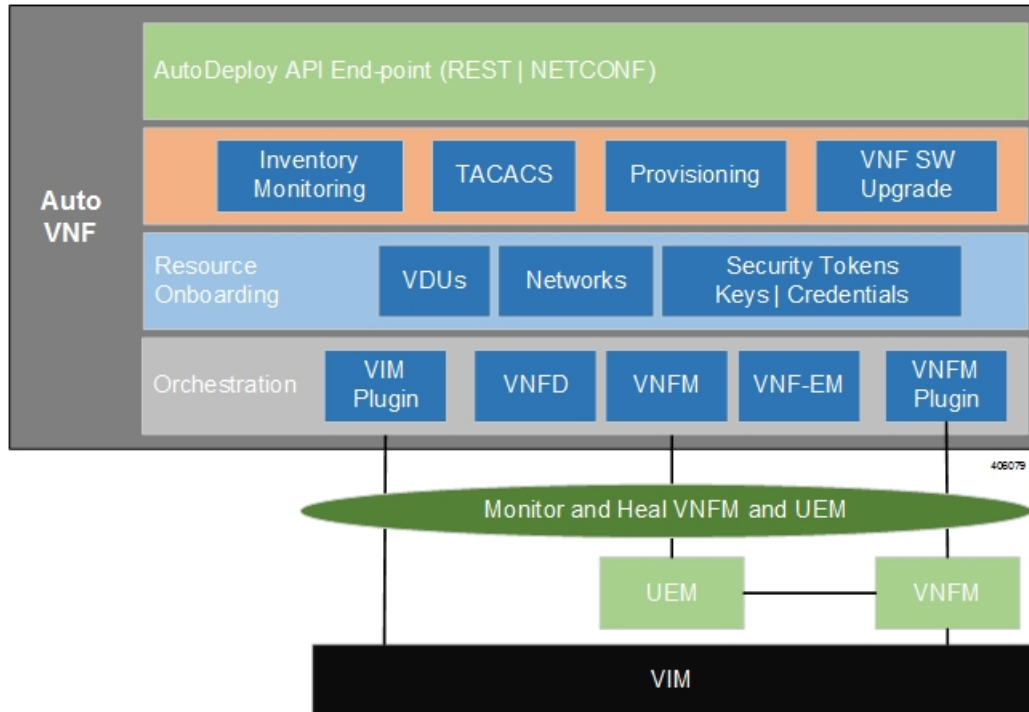 AutoDeploy API End-point (REST | NETCONF)
Auto
VNF
Inventory
Monitoring
TACACS
Provisioning
VNF SW
Upgrade
Resource
Onboarding
VDUs
Networks
Security Tokens
Keys | Credentials
Orchestration
VIM
Plugin
VNFD
VNFM
VNF-EM
VNFM
Plugin
406079
Monitor and Heal VNFM and UEM
UEM
VNFM
VIM